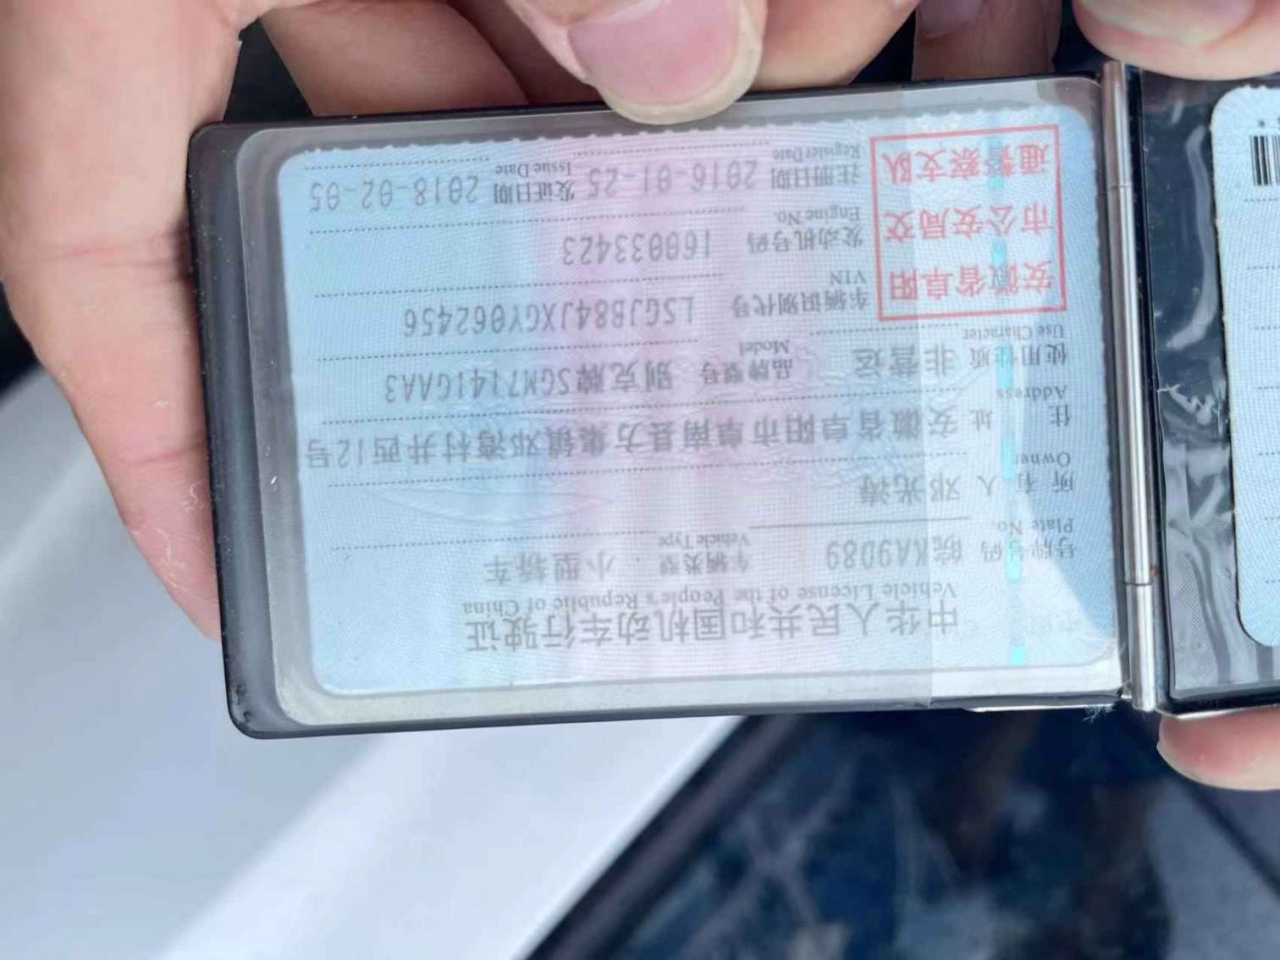 中华人民共和国机动车行驶证
Vehicle License of the People's Republic of China
号牌号码 皖KA9D89 车辆类型 小型轿车
Plate No. Vehicle Type
所有人 邓光涛
Owner
住址 安徽省阜阳市阜南县方集镇邓湾村井西12号
Address
使用性质 非营运 品牌型号 别克牌SGM7141GAA3
Use Character Model
安徽省阜阳市公安局交通警察支队
车辆识别代号 LSGJB84JXGY062456
VIN
发动机号码 160033423
Engine No.
注册日期 2016-01-25 发证日期 2018-02-05
Register Date Issue Date